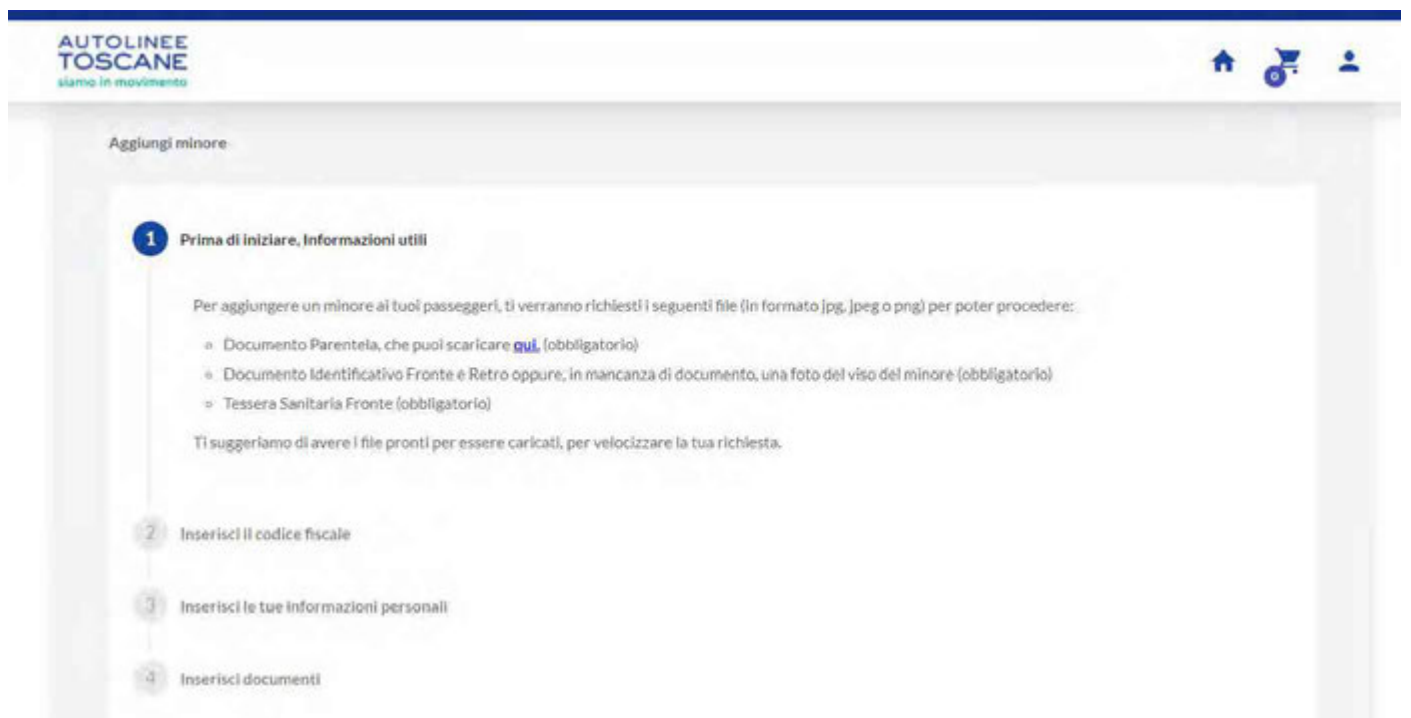 AUTOLINEE
TOSCANE
siamo in movimento
0
Aggiungi minore
1 Prima di iniziare, Informazioni utili
Per aggiungere un minore ai tuoi passeggeri, ti verranno richiesti i seguenti file (in formato jpg, jpeg o png) per poter procedere:
Documento Parentela, che puoi scaricare qui. (obbligatorio)
Documento Identificativo Fronte e Retro oppure, in mancanza di documento, una foto del viso del minore (obbligatorio)
Tessera Sanitaria Fronte (obbligatorio)
Ti suggeriamo di avere i file pronti per essere caricati, per velocizzare la tua richiesta.
2 Inserisci il codice fiscale
3 Inserisci le tue informazioni personali
4 Inserisci documenti